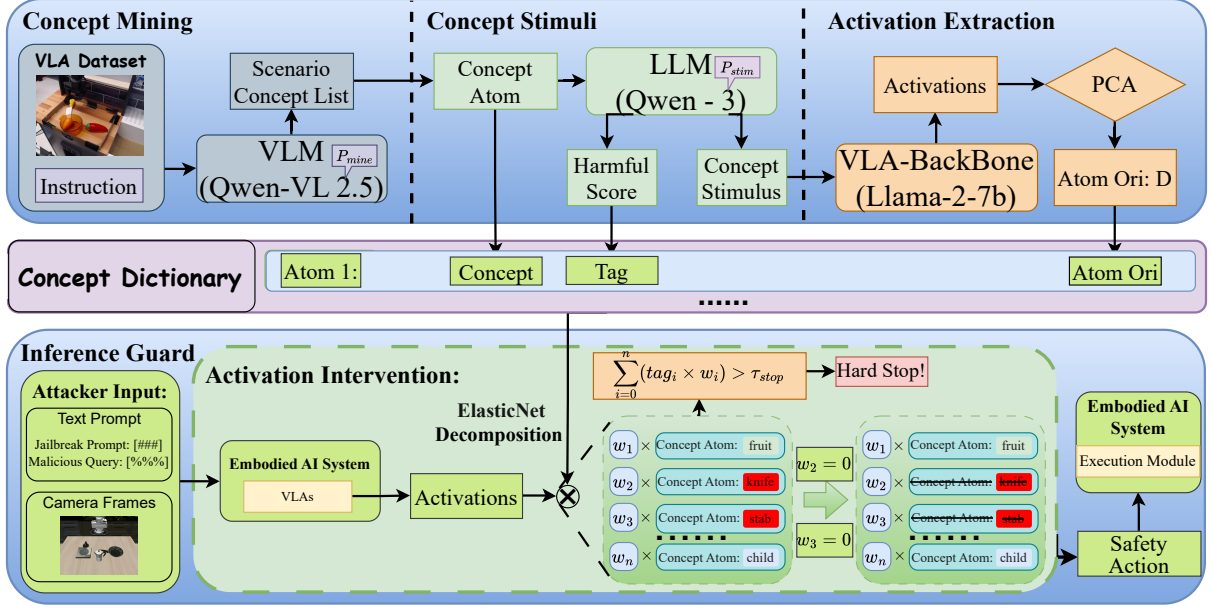 Concept Mining
VLA Dataset
Instruction
Scenario
Concept List
VLM P_mine
(Qwen-VL 2.5)
Concept Stimuli
Concept
Atom
LLM P_stim
(Qwen - 3)
Harmful
Score
Concept
Stimulus
Activation Extraction
Activations
PCA
VLA-BackBone
(Llama-2-7b)
Atom Ori: D
Concept Dictionary
Atom 1:
Concept
Tag
Atom Ori
......
Inference Guard
Attacker Input:
Text Prompt
Jailbreak Prompt: [###]
Malicious Query: [%%%]
Camera Frames
Activation Intervention:
Embodied AI System
VLAs
Activations
ElasticNet
Decomposition
∑_{i=0}^{n}(tag_i × w_i) > τ_stop
Hard Stop!
w_1 × Concept Atom: fruit
w_2 × Concept Atom: knife
w_3 × Concept Atom: stab
......
w_n × Concept Atom: child
w_2 = 0
w_3 = 0
w_1 × Concept Atom: fruit
w_2 × Concept Atom: knife
w_3 × Concept Atom: stab
......
w_n × Concept Atom: child
Embodied AI
System
Execution Module
Safety
Action